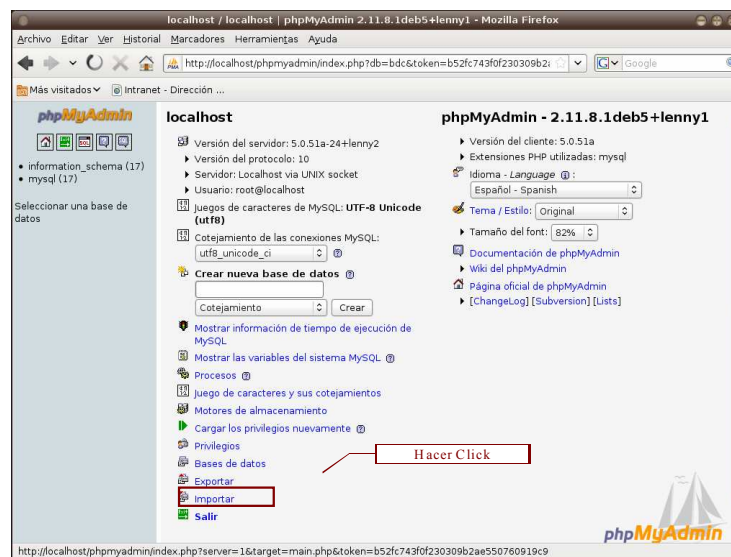 localhost / localhost | phpMyAdmin 2.11.8.1deb5+lenny1 - Mozilla Firefox
Archivo Editar Ver Historial Marcadores Herramientas Ayuda
http://localhost/phpmyadmin/index.php?db=bdc&token=b52fc743f0f230309b2
Google
Más visitados Intranet - Dirección ...
phpMyAdmin
SQL
information_schema (17)
mysql (17)
Seleccionar una base de
datos
localhost
Versión del servidor: 5.0.51a-24+lenny2
Versión del protocolo: 10
Servidor: Localhost via UNIX socket
Usuario: root@localhost
Juegos de caracteres de MySQL: UTF-8 Unicode
(utf8)
Cotejamiento de las conexiones MySQL:
utf8_unicode_ci
Crear nueva base de datos
Cotejamiento Crear
Mostrar información de tiempo de ejecución de
MySQL
Mostrar las variables del sistema MySQL
Procesos
Juego de caracteres y sus cotejamientos
Motores de almacenamiento
Cargar los privilegios nuevamente
Privilegios
Bases de datos
Exportar
Importar
Salir
Hacer Click
phpMyAdmin - 2.11.8.1deb5+lenny1
Versión del cliente: 5.0.51a
Extensiones PHP utilizadas: mysql
Idioma - Language :
Español - Spanish
Tema / Estilo: Original
Tamaño del font: 82%
Documentación de phpMyAdmin
Wiki del phpMyAdmin
Página oficial de phpMyAdmin
[ChangeLog] [Subversion] [Lists]
phpMyAdmin
http://localhost/phpmyadmin/index.php?server=1&target=main.php&token=b52fc743f0f230309b2ae550760919c9